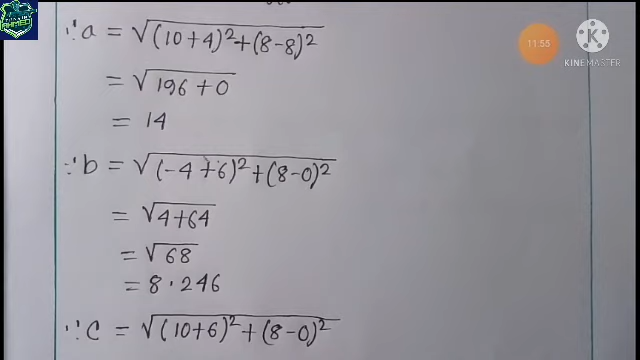 AHMED
∵ a = √(10+4)²+(8-8)²
= √196+0
= 14
∵ b = √(-4+6)²+(8-0)²
= √4+64
= √68
= 8.246
∵ c = √(10+6)²+(8-0)²
11:55
KINEMASTER